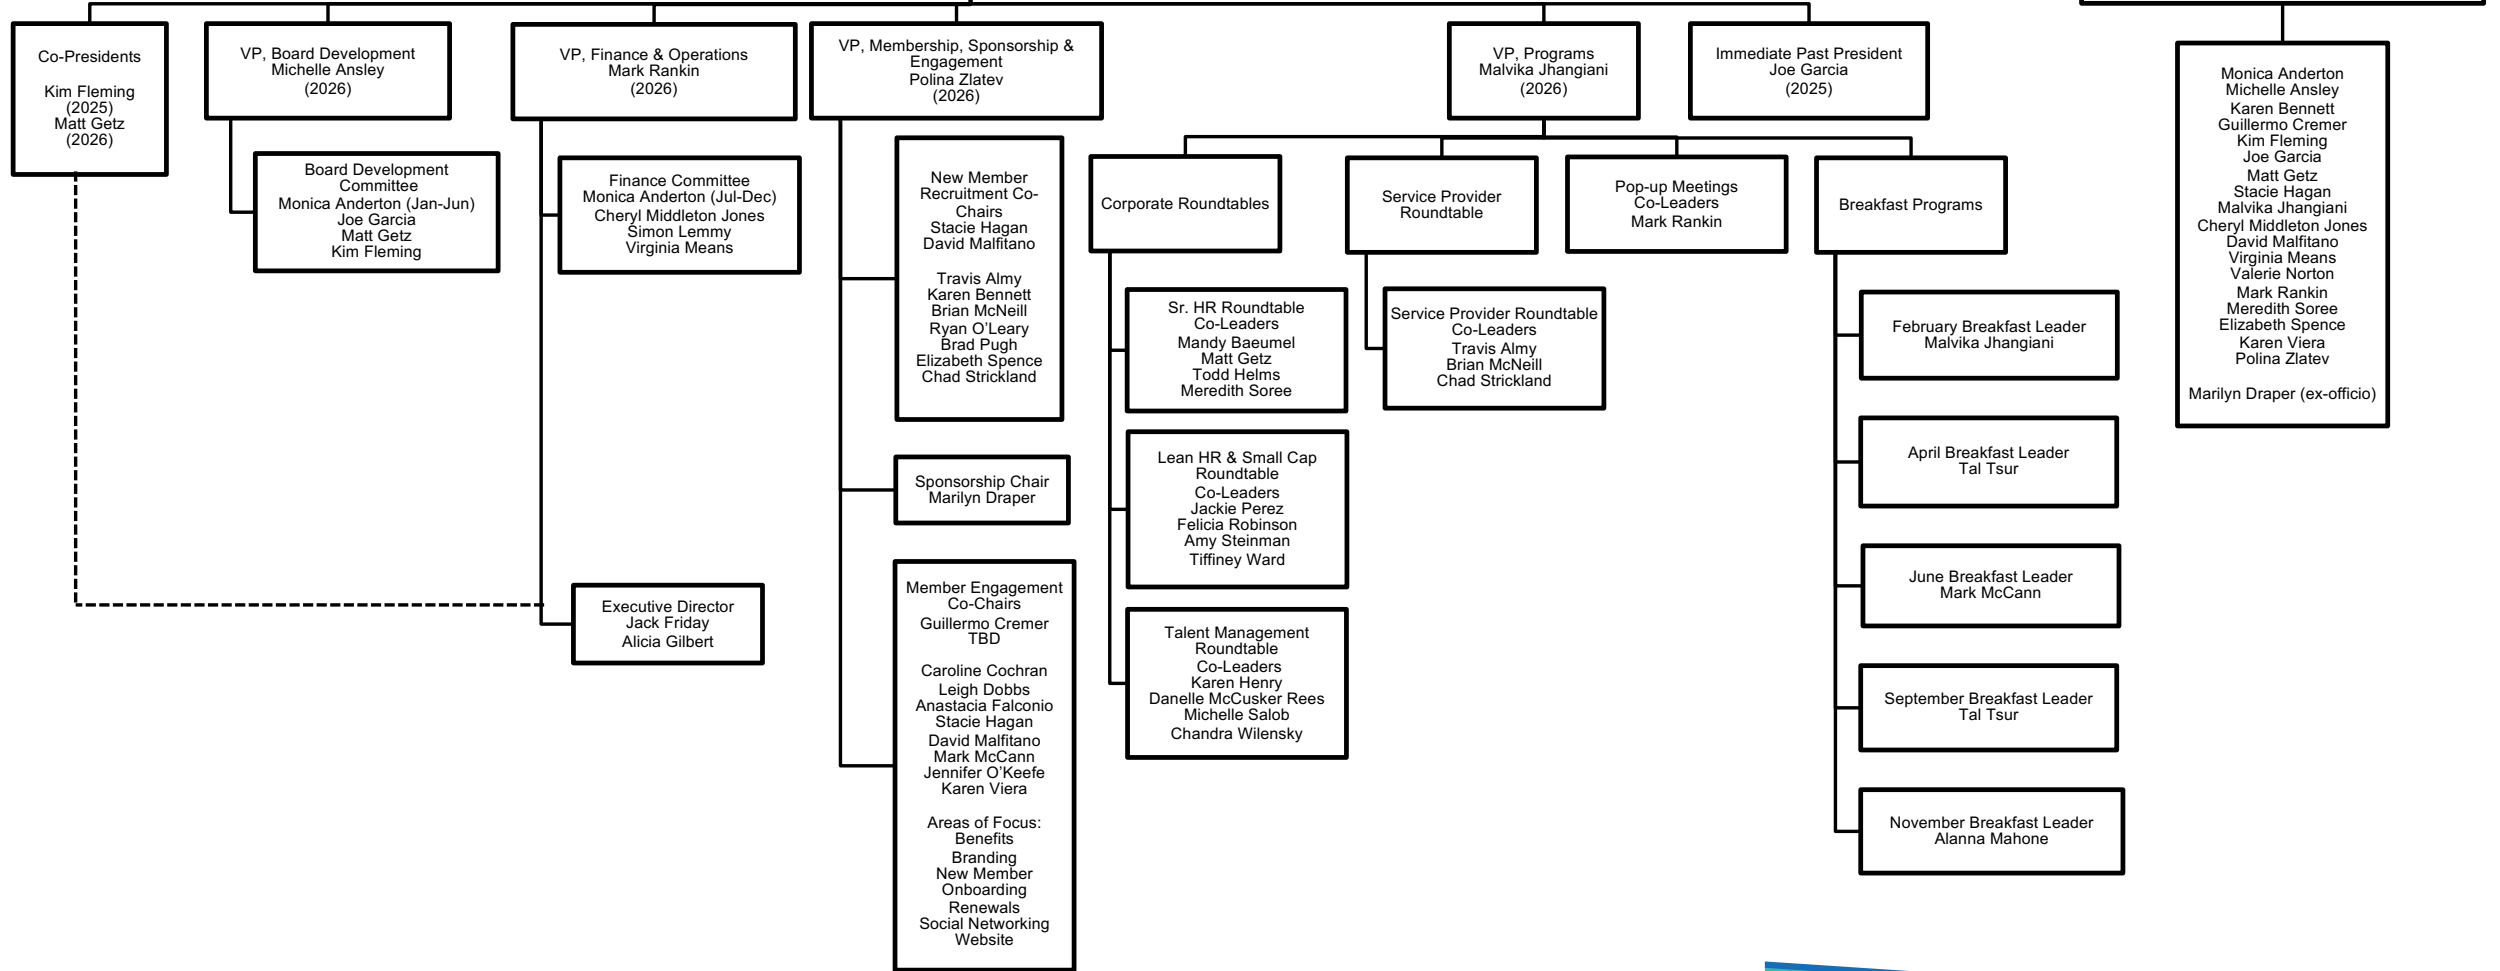 Co-Presidents
Kim Fleming
(2025)
Matt Getz
(2026)
VP, Board Development
Michelle Ansley
(2026)
Board Development
Committee
Monica Anderton (Jan-Jun)
Joe Garcia
Matt Getz
Kim Fleming
VP, Finance & Operations
Mark Rankin
(2026)
Finance Committee
Monica Anderton (Jul-Dec)
Cheryl Middleton Jones
Simon Lemmy
Virginia Means
Executive Director
Jack Friday
Alicia Gilbert
VP, Membership, Sponsorship &
Engagement
Polina Zlatev
(2026)
New Member
Recruitment Co-
Chairs
Stacie Hagan
David Malfitano
Travis Almy
Karen Bennett
Brian McNeill
Ryan O’Leary
Brad Pugh
Elizabeth Spence
Chad Strickland
Sponsorship Chair
Marilyn Draper
Member Engagement
Co-Chairs
Guillermo Cremer
TBD
Caroline Cochran
Leigh Dobbs
Anastacia Falconio
Stacie Hagan
David Malfitano
Mark McCann
Jennifer O’Keefe
Karen Viera
Areas of Focus:
Benefits
Branding
New Member
Onboarding
Renewals
Social Networking
Website
VP, Programs
Malvika Jhangiani
(2026)
Corporate Roundtables
Sr. HR Roundtable
Co-Leaders
Mandy Baeumel
Matt Getz
Todd Helms
Meredith Soree
Lean HR & Small Cap
Roundtable
Co-Leaders
Jackie Perez
Felicia Robinson
Amy Steinman
Tiffiney Ward
Talent Management
Roundtable
Co-Leaders
Karen Henry
Danelle McCusker Rees
Michelle Salob
Chandra Wilensky
Service Provider
Roundtable
Service Provider Roundtable
Co-Leaders
Travis Almy
Brian McNeill
Chad Strickland
Pop-up Meetings
Co-Leaders
Mark Rankin
Breakfast Programs
February Breakfast Leader
Malvika Jhangiani
April Breakfast Leader
Tal Tsur
June Breakfast Leader
Mark McCann
September Breakfast Leader
Tal Tsur
November Breakfast Leader
Alanna Mahone
Immediate Past President
Joe Garcia
(2025)
Monica Anderton
Michelle Ansley
Karen Bennett
Guillermo Cremer
Kim Fleming
Joe Garcia
Matt Getz
Stacie Hagan
Malvika Jhangiani
Cheryl Middleton Jones
David Malfitano
Virginia Means
Valerie Norton
Mark Rankin
Meredith Soree
Elizabeth Spence
Karen Viera
Polina Zlatev
Marilyn Draper (ex-officio)